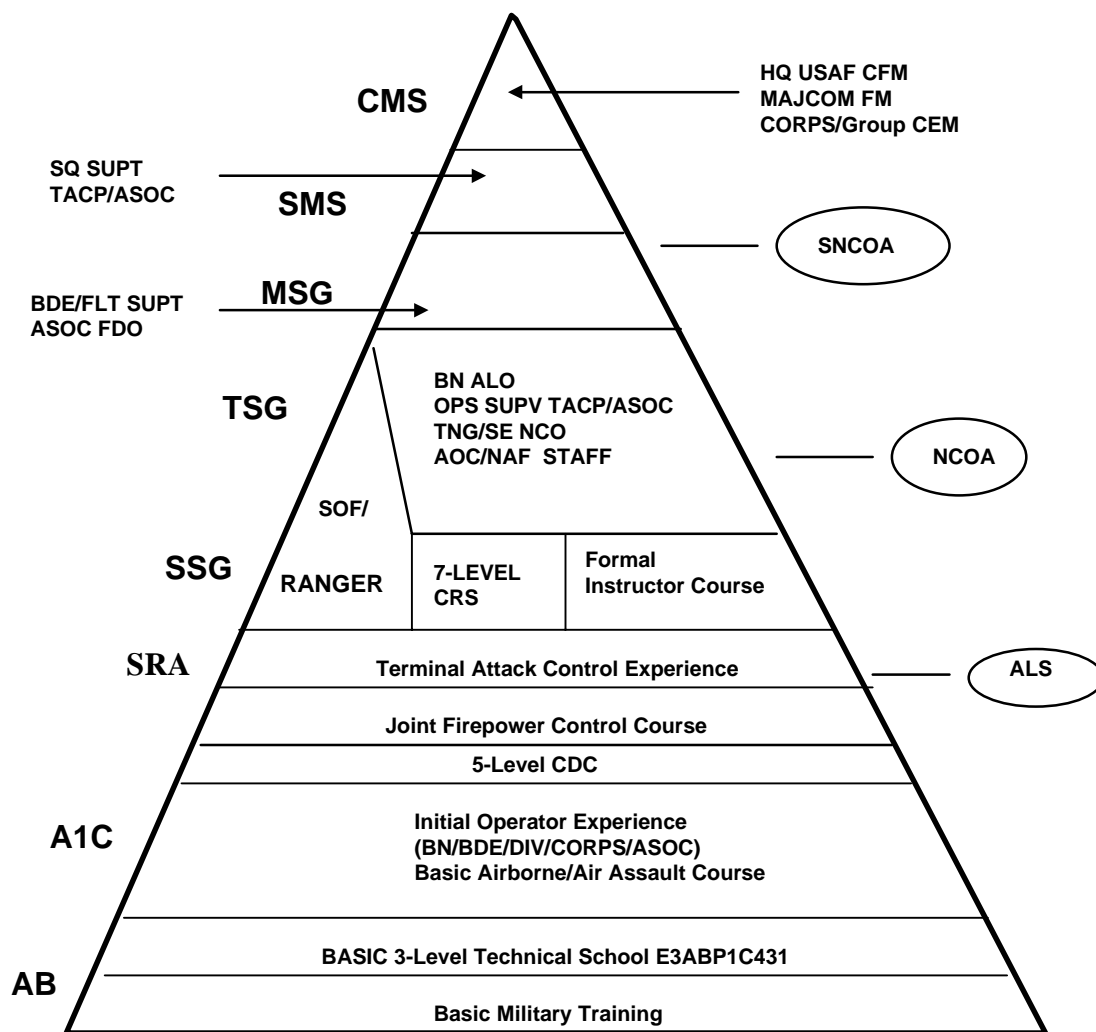 CMS
HQ USAF CFM
MAJCOM FM
CORPS/Group CEM
SQ SUPT
TACP/ASOC
SMS
SNCOA
MSG
BDE/FLT SUPT
ASOC FDO
TSG
BN ALO
OPS SUPV TACP/ASOC
TNG/SE NCO
AOC/NAF STAFF
NCOA
SOF/
RANGER
SSG
7-LEVEL
CRS
Formal
Instructor Course
SRA
Terminal Attack Control Experience
ALS
Joint Firepower Control Course
5-Level CDC
A1C
Initial Operator Experience
(BN/BDE/DIV/CORPS/ASOC)
Basic Airborne/Air Assault Course
BASIC 3-Level Technical School E3ABP1C431
AB
Basic Military Training